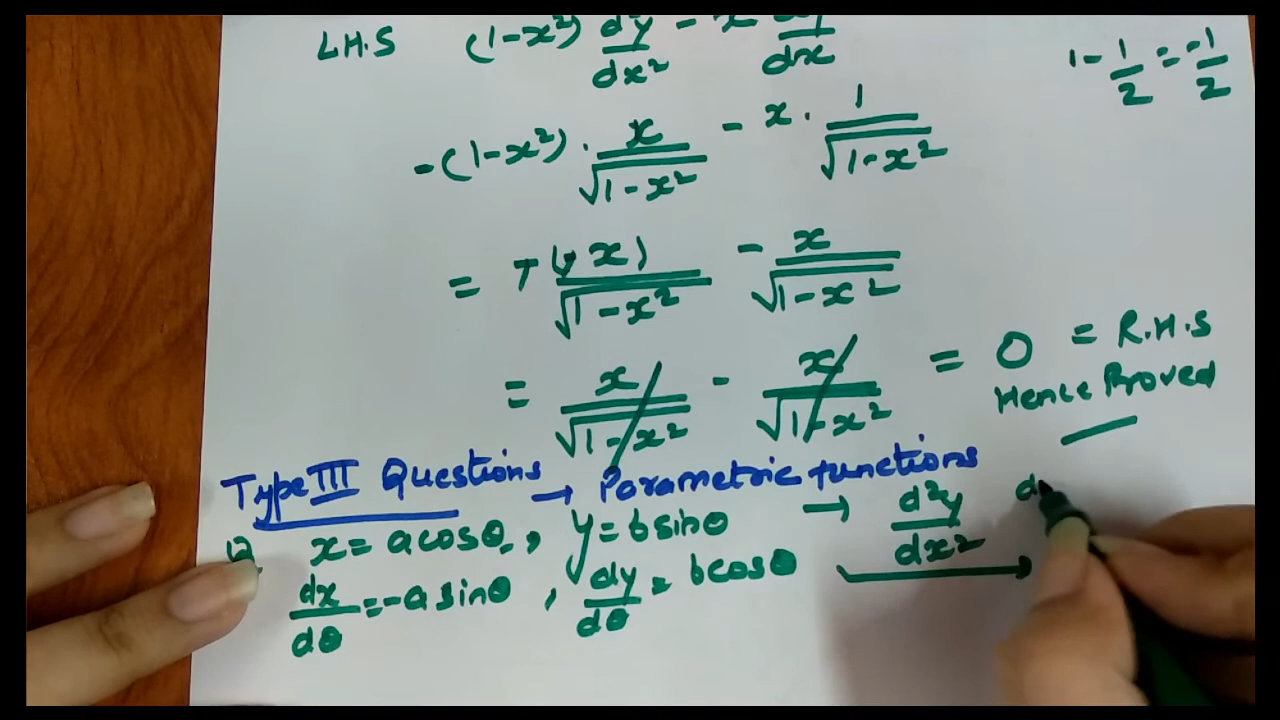 L.H.S (1-x²) d²y/dx² - x dy/dx
1 - 1/2 = -1/2
-(1-x²) . x/√1-x² - x . 1/√1-x²
= +(+x)/√1-x² - x/√1-x²
= x/√1-x² - x/√1-x² = 0 = R.H.S
Hence Proved
Type III Questions → Parametric functions
x = a cosθ, y = b sinθ → d²y/dx²
dx/dθ = -a sinθ, dy/dθ = b cosθ